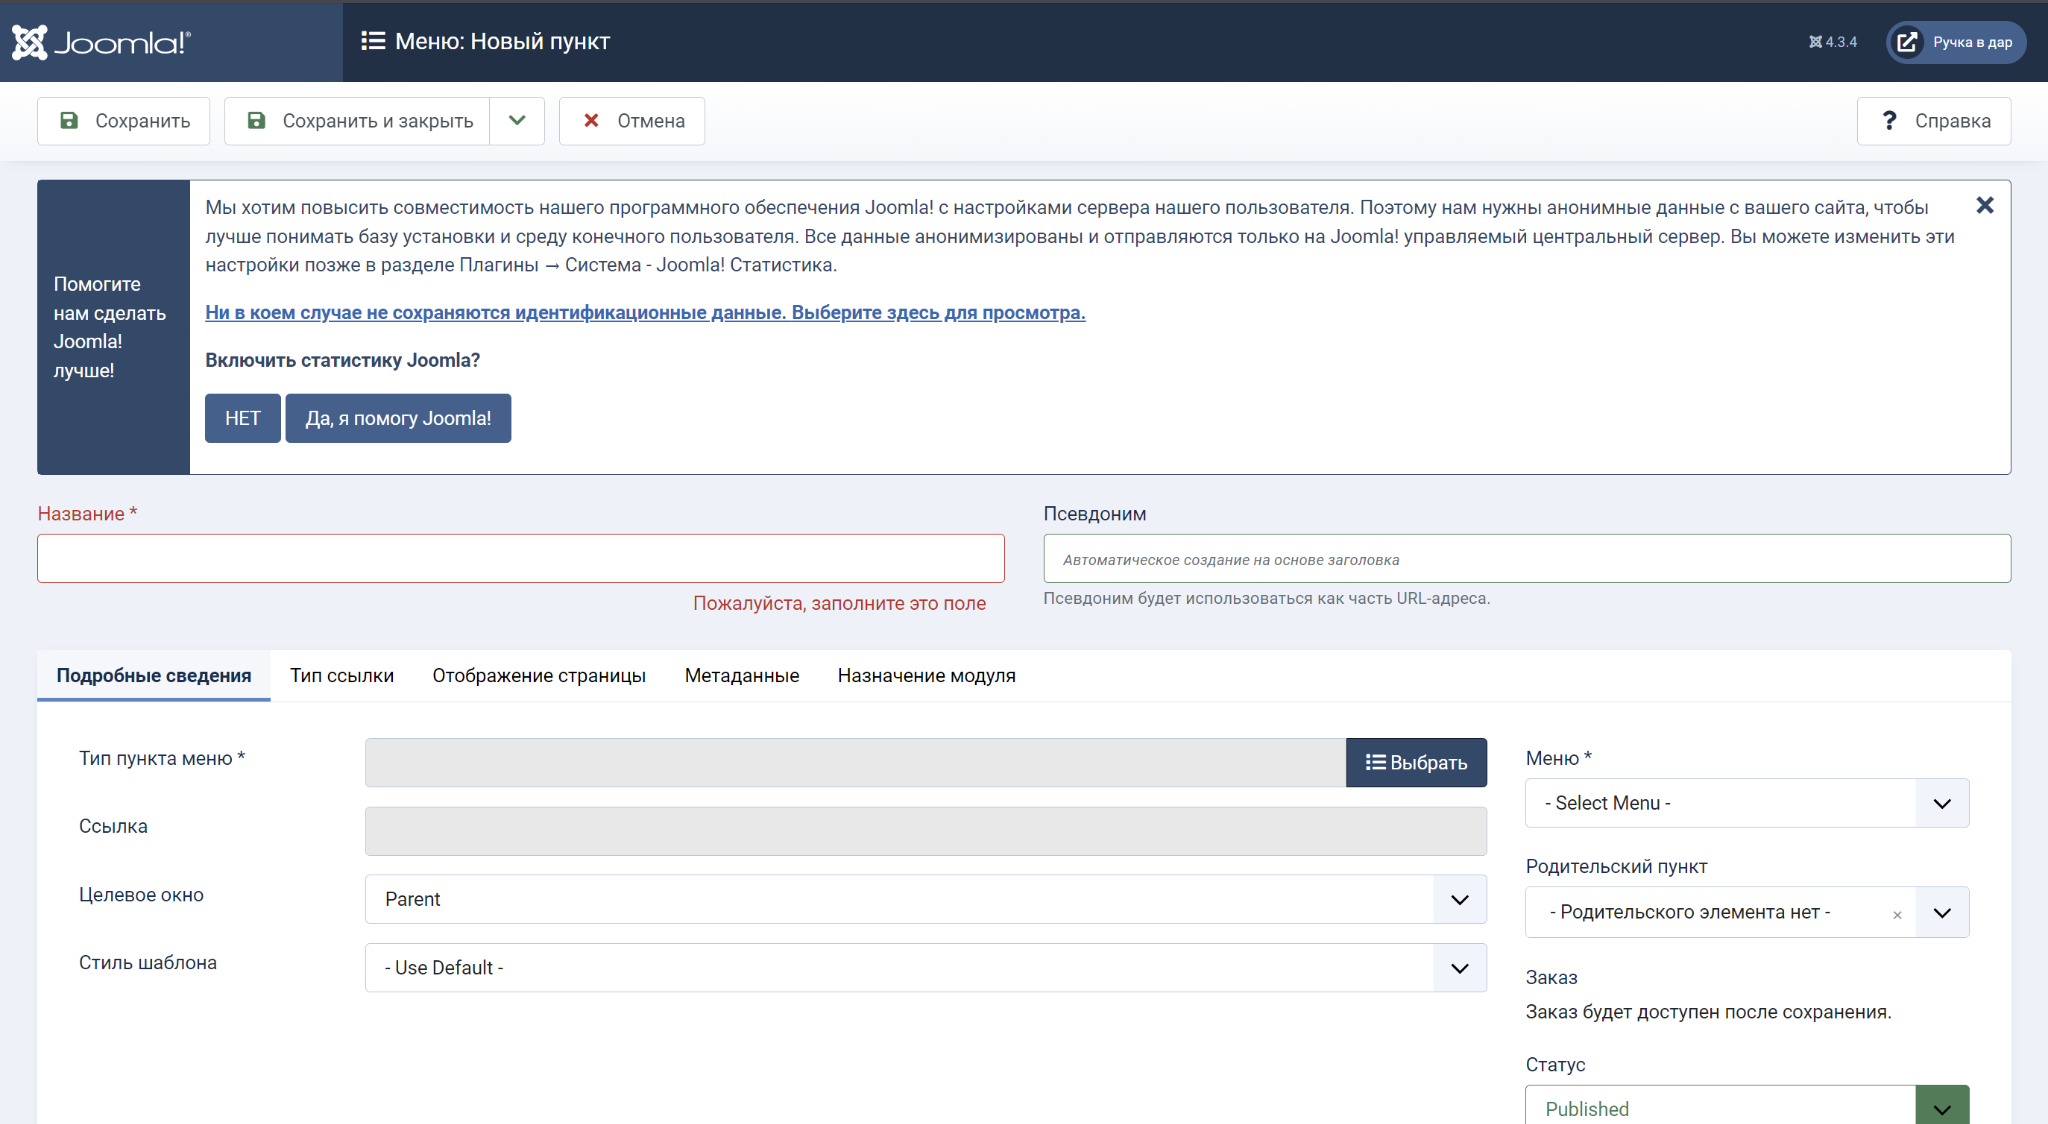 Joomla!®
Меню: Новый пункт
4.3.4
Ручка в дар
Сохранить
Сохранить и закрыть
Отмена
? Справка
Помогите
нам сделать
Joomla!
лучше!
Мы хотим повысить совместимость нашего программного обеспечения Joomla! с настройками сервера нашего пользователя. Поэтому нам нужны анонимные данные с вашего сайта, чтобы
лучше понимать базу установки и среду конечного пользователя. Все данные анонимизированы и отправляются только на Joomla! управляемый центральный сервер. Вы можете изменить эти
настройки позже в разделе Плагины → Система - Joomla! Статистика.
Ни в коем случае не сохраняются идентификационные данные. Выберите здесь для просмотра.
Включить статистику Joomla?
НЕТ
Да, я помогу Joomla!
Название *
Пожалуйста, заполните это поле
Псевдоним
Автоматическое создание на основе заголовка
Псевдоним будет использоваться как часть URL-адреса.
Подробные сведения
Тип ссылки
Отображение страницы
Метаданные
Назначение модуля
Тип пункта меню *
Выбрать
Ссылка
Целевое окно
Parent
Стиль шаблона
- Use Default -
Меню *
- Select Menu -
Родительский пункт
- Родительского элемента нет - ×
Заказ
Заказ будет доступен после сохранения.
Статус
Published